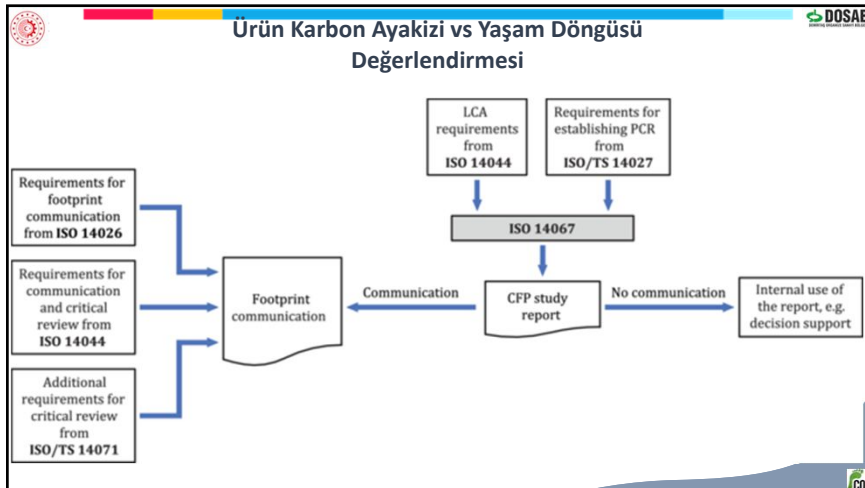 Ürün Karbon Ayakizi vs Yaşam Döngüsü
Değerlendirmesi
DOSAB
LCA
requirements
from
ISO 14044
Requirements for
establishing PCR
from
ISO/TS 14027
Requirements for
footprint
communication
from ISO 14026
ISO 14067
Requirements for
communication
and critical
review from
ISO 14044
Footprint
communication
Communication
CFP study
report
No communication
Internal use of
the report, e.g.
decision support
Additional
requirements for
critical review
from
ISO/TS 14071